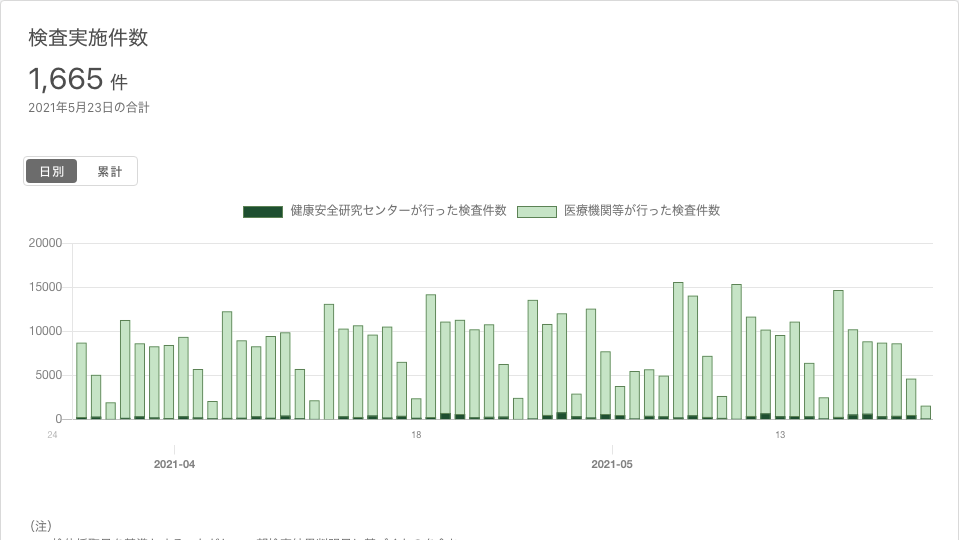 検査実施件数
1,665 件
2021年5月23日の合計
日別 累計
健康安全研究センターが行った検査件数 医療機関等が行った検査件数
20000
15000
10000
5000
0
24 18 13
2021-04 2021-05
（注）